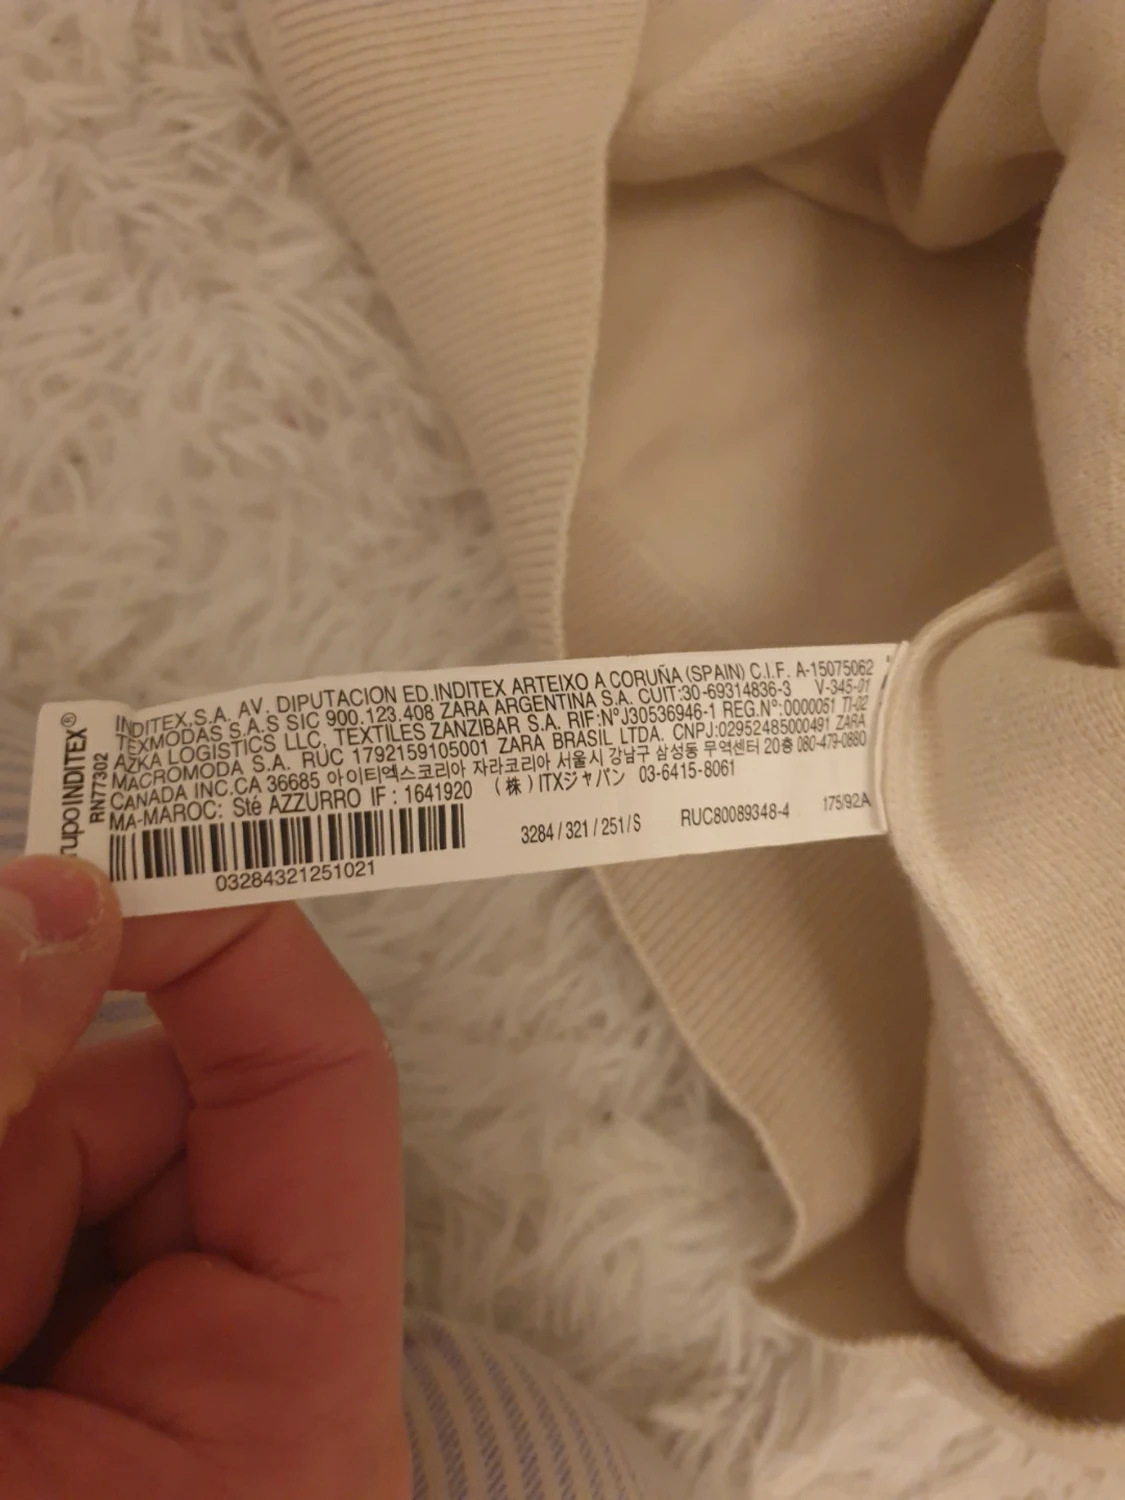 INDITEX,S.A. AV. DIPUTACION ED.INDITEX ARTEIXO A CORUÑA (SPAIN) C.I.F. A-15075062
TEXMODAS S.A.S SIC 900.123.408 ZARA ARGENTINA S.A. CUIT:30-69314836-3 V-345-01
AZKA LOGISTICS LLC, TEXTILES ZANZIBAR S.A. RIF:NºJ30536946-1 REG.Nº:0000051 TI-02
MACROMODA S.A. RUC 1792159105001 ZARA BRASIL LTDA. CNPJ:02952485000491 ZARA
CANADA INC.CA 36685 아이티엑스코리아 자라코리아 서울시 강남구 삼성동 무역센터 20층 080-479-0880
MA-MAROC: Sté AZZURRO IF : 1641920 (株)ITXジャパン 03-6415-8061
03284321251021
3284 / 321 / 251 / S RUC80089348-4 175/92A
rupo INDITEX®
RN77302